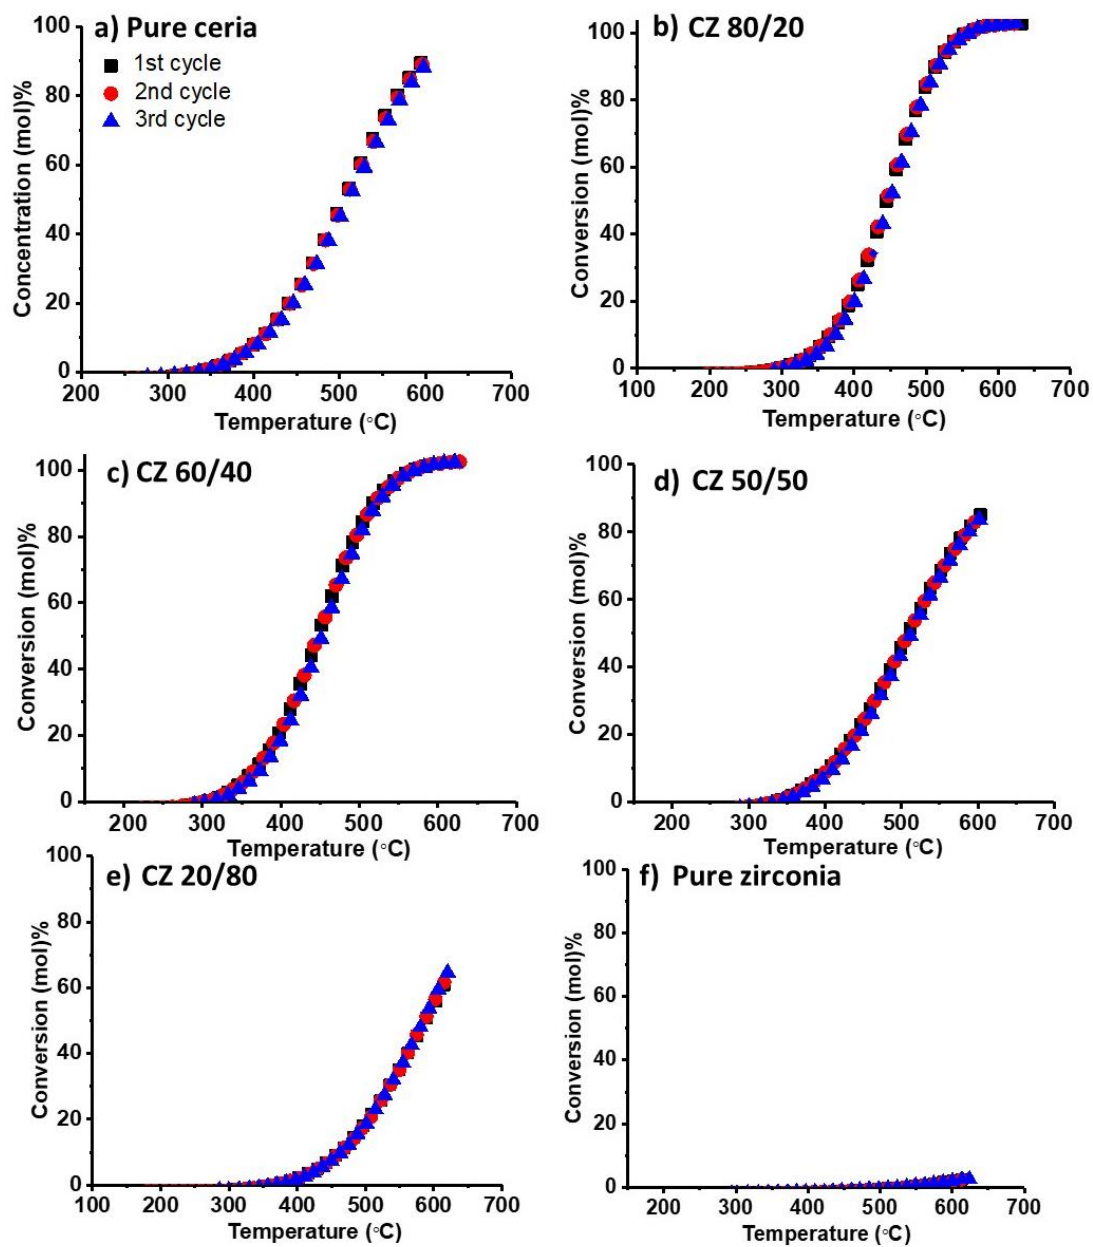 a) Pure ceria
1st cycle
2nd cycle
3rd cycle
Concentration (mol)%
100
80
60
40
20
0
200 300 400 500 600 700
Temperature (°C)
b) CZ 80/20
Conversion (mol)%
100
80
60
40
20
0
100 200 300 400 500 600 700
Temperature (°C)
c) CZ 60/40
Conversion (mol)%
100
80
60
40
20
0
200 300 400 500 600 700
Temperature (°C)
d) CZ 50/50
Conversion (mol)%
100
80
60
40
20
0
200 300 400 500 600 700
Temperature (°C)
e) CZ 20/80
Conversion (mol)%
100
80
60
40
20
0
100 200 300 400 500 600 700
Temperature (°C)
f) Pure zirconia
Conversion (mol)%
100
80
60
40
20
0
200 300 400 500 600 700
Temperature (°C)